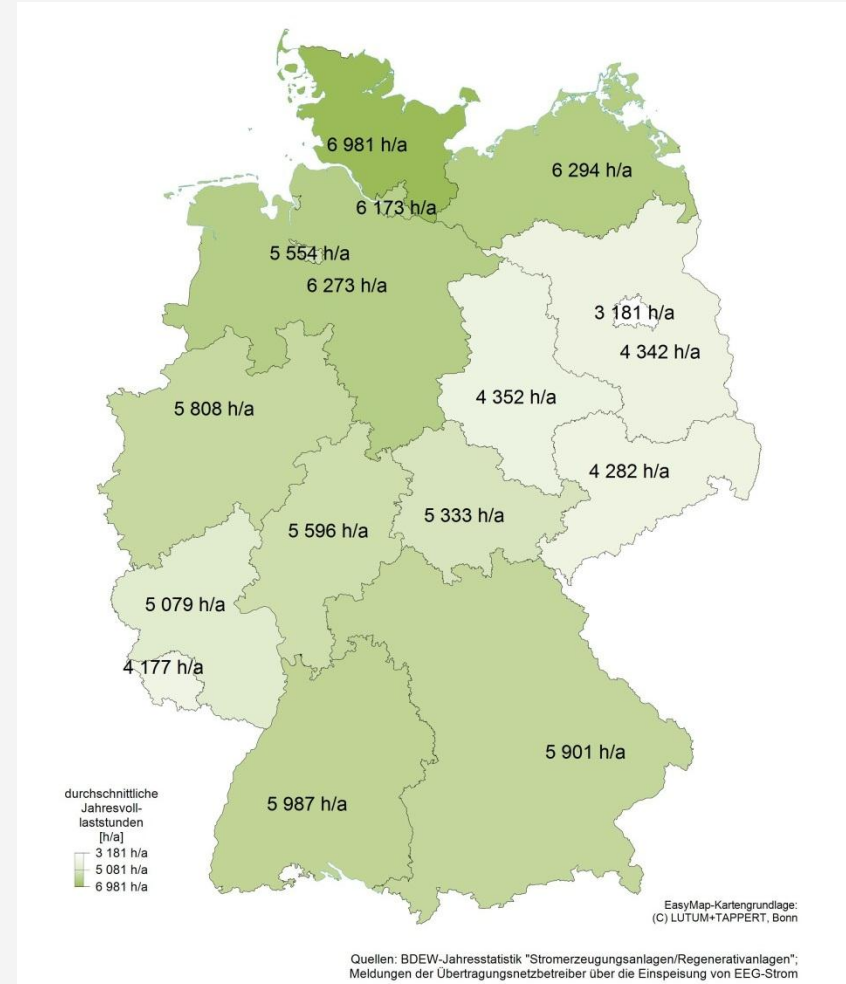 6 981 h/a
6 294 h/a
6 173 h/a
5 554 h/a
6 273 h/a
3 181 h/a
4 342 h/a
4 352 h/a
5 808 h/a
4 282 h/a
5 333 h/a
5 596 h/a
5 079 h/a
4 177 h/a
5 901 h/a
5 987 h/a
durchschnittliche
Jahresvoll-
laststunden
[h/a]
3 181 h/a
5 081 h/a
6 981 h/a
EasyMap-Kartengrundlage:
(C) LUTUM+TAPPERT, Bonn
Quellen: BDEW-Jahresstatistik "Stromerzeugungsanlagen/Regenerativanlagen";
Meldungen der Übertragungsnetzbetreiber über die Einspeisung von EEG-Strom